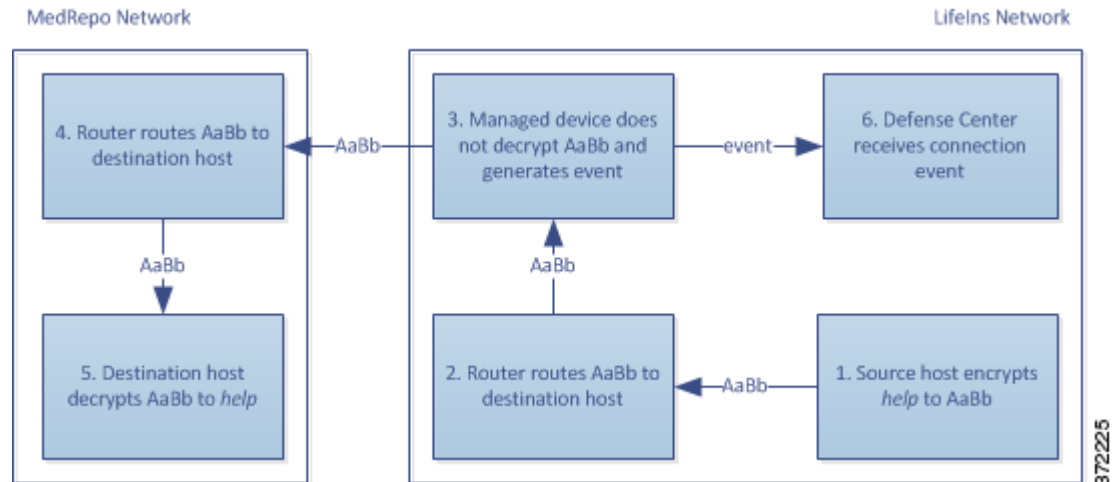 MedRepo Network
LifeIns Network
4. Router routes AaBb to
destination host
AaBb
3. Managed device does
not decrypt AaBb and
generates event
event
6. Defense Center
receives connection
event
AaBb
AaBb
5. Destination host
decrypts AaBb to help
2. Router routes AaBb to
destination host
AaBb
1. Source host encrypts
help to AaBb
372225